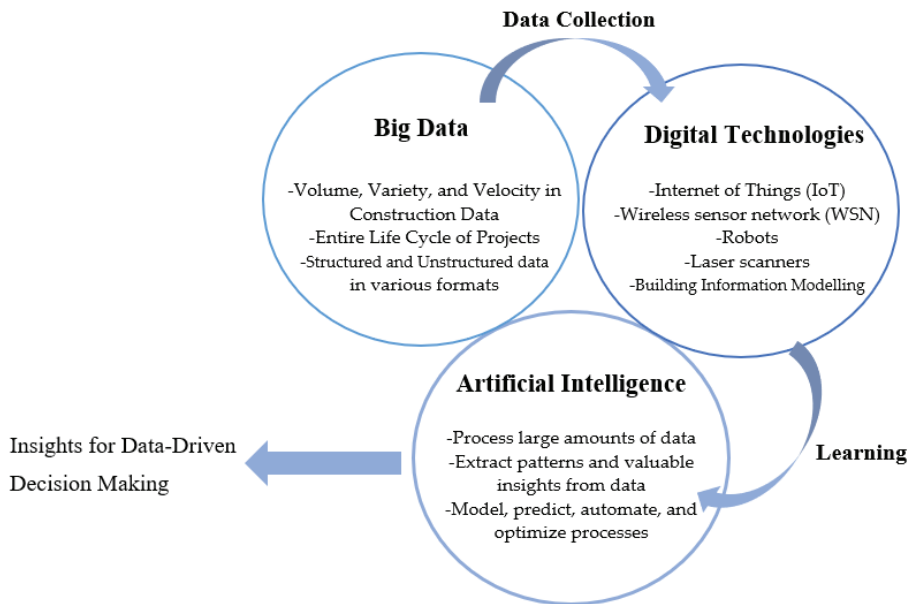 Data Collection
Big Data
-Volume, Variety, and Velocity in
Construction Data
-Entire Life Cycle of Projects
-Structured and Unstructured data
in various formats
Digital Technologies
-Internet of Things (IoT)
-Wireless sensor network (WSN)
-Robots
-Laser scanners
-Building Information Modelling
Learning
Artificial Intelligence
-Process large amounts of data
-Extract patterns and valuable
insights from data
-Model, predict, automate, and
optimize processes
Insights for Data-Driven
Decision Making